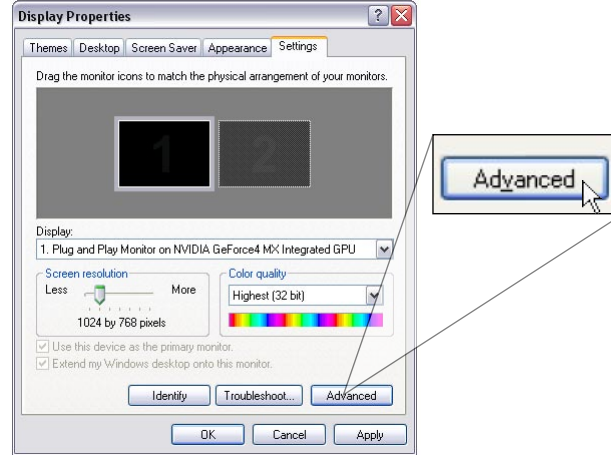 Display Properties
Themes Desktop Screen Saver Appearance Settings
Drag the monitor icons to match the physical arrangement of your monitors.
1 2
Display:
1. Plug and Play Monitor on NVIDIA GeForce4 MX Integrated GPU
Screen resolution
Less More
1024 by 768 pixels
Color quality
Highest (32 bit)
Use this device as the primary monitor.
Extend my Windows desktop onto this monitor.
Identify Troubleshoot... Advanced
OK Cancel Apply
Advanced